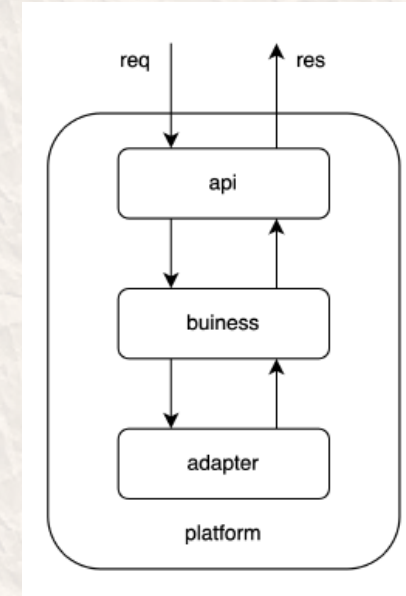 req res
api
buiness
adapter
platform